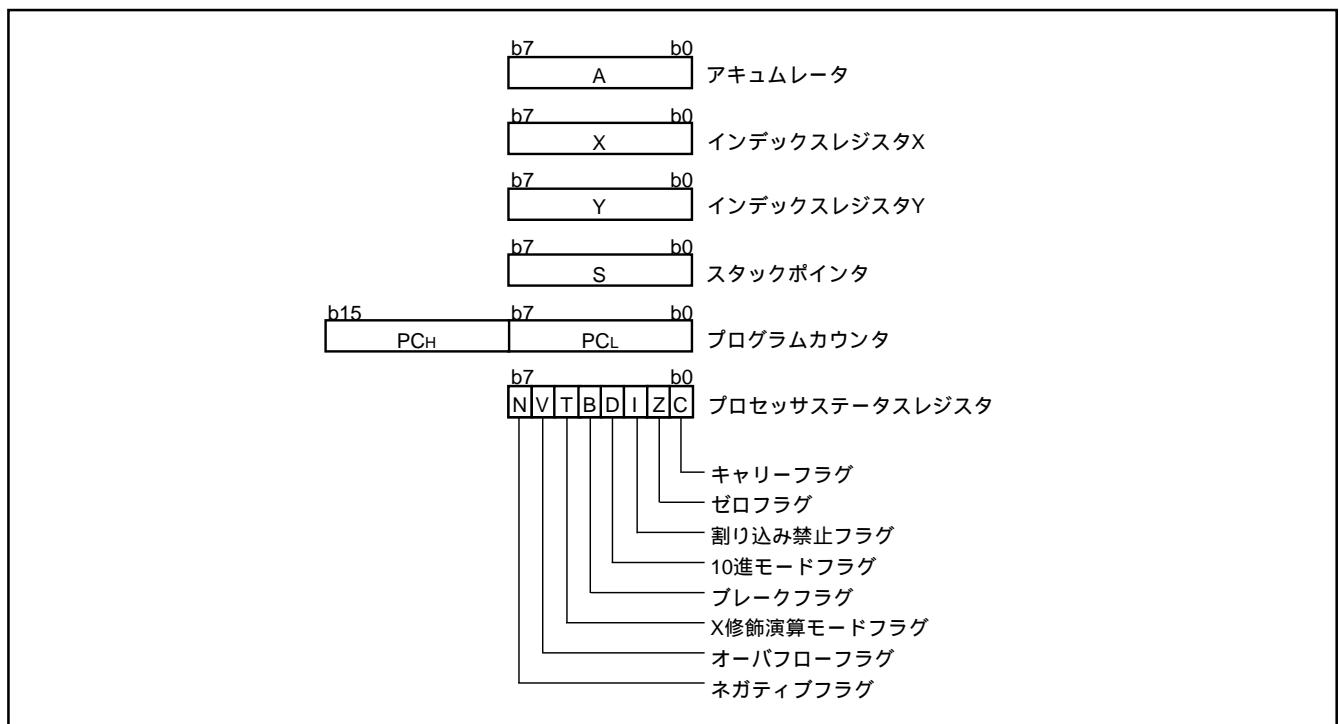 b7 b0
A アキュムレータ
b7 b0
X インデックスレジスタX
b7 b0
Y インデックスレジスタY
b7 b0
S スタックポインタ
b15 b7 b0
PCH PCL プログラムカウンタ
b7 b0
N V T B D I Z C プロセッサステータスレジスタ
キャリーフラグ
ゼロフラグ
割り込み禁止フラグ
10進モードフラグ
ブレークフラグ
X修飾演算モードフラグ
オーバフローフラグ
ネガティブフラグ